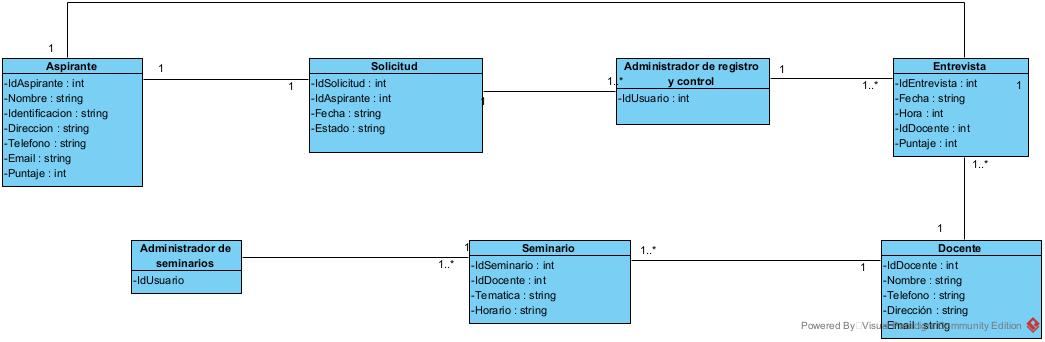 1
Aspirante
-IdAspirante : int
-Nombre : string
-Identificacion : string
-Direccion : string
-Telefono : string
-Email : string
-Puntaje : int
1
1
Solicitud
-IdSolicitud : int
-IdAspirante : int
-Fecha : string
-Estado : string
1
1..*
Administrador de registro
y control
-IdUsuario : int
1
1..*
Entrevista
-IdEntrevista : int
1
-Fecha : string
-Hora : int
-IdDocente : int
-Puntaje : int
1..*
1
Administrador de
seminarios
-IdUsuario
1
1..*
Seminario
-IdSeminario : int
-IdDocente : int
-Tematica : string
-Horario : string
1..*
1
Docente
-IdDocente : int
-Nombre : string
-Telefono : string
-Dirección : string
-Email : string
Powered By Visual Paradigm Community Edition